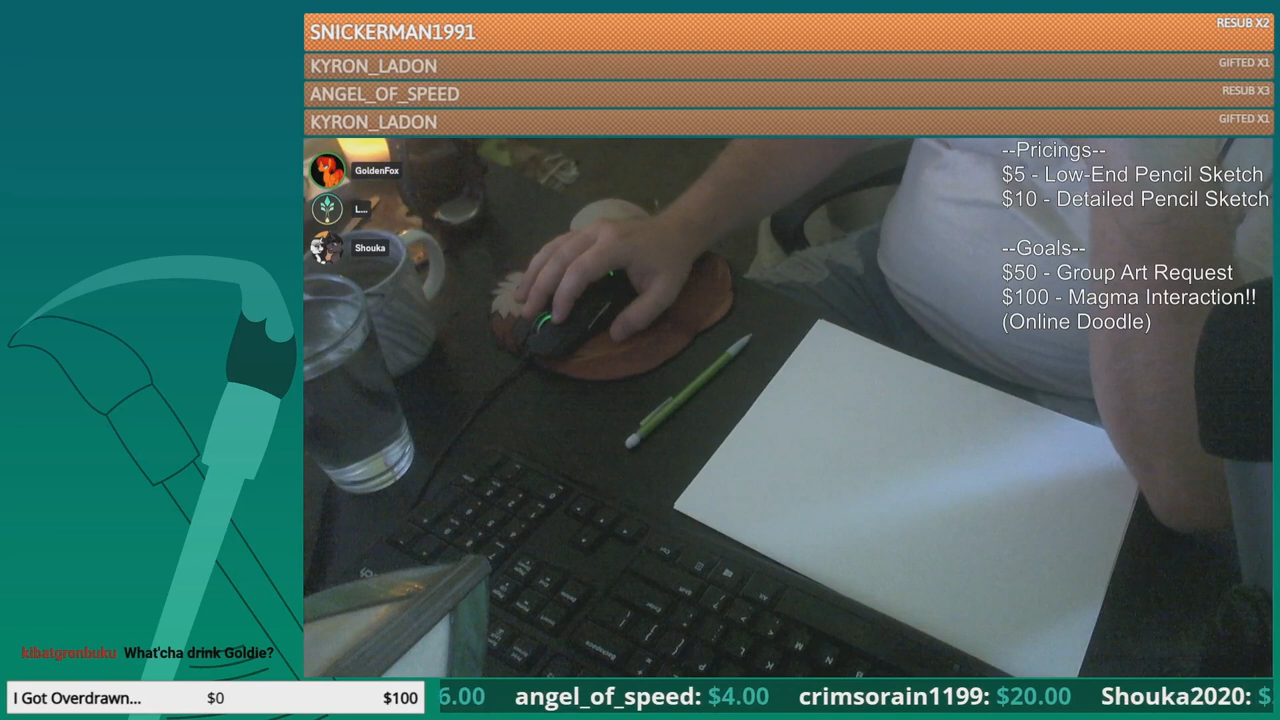 SNICKERMAN1991 RESUB X2
KYRON_LADON GIFTED X1
ANGEL_OF_SPEED RESUB X3
KYRON_LADON GIFTED X1
GoldenFox
L...
Shouka
--Pricings--
$5 - Low-End Pencil Sketch
$10 - Detailed Pencil Sketch
--Goals--
$50 - Group Art Request
$100 - Magma Interaction!!
(Online Doodle)
kibatgronbuku What'cha drink Goldie?
I Got Overdrawn... $0 $100
6.00 angel_of_speed: $4.00 crimsorain1199: $20.00 Shouka2020: $